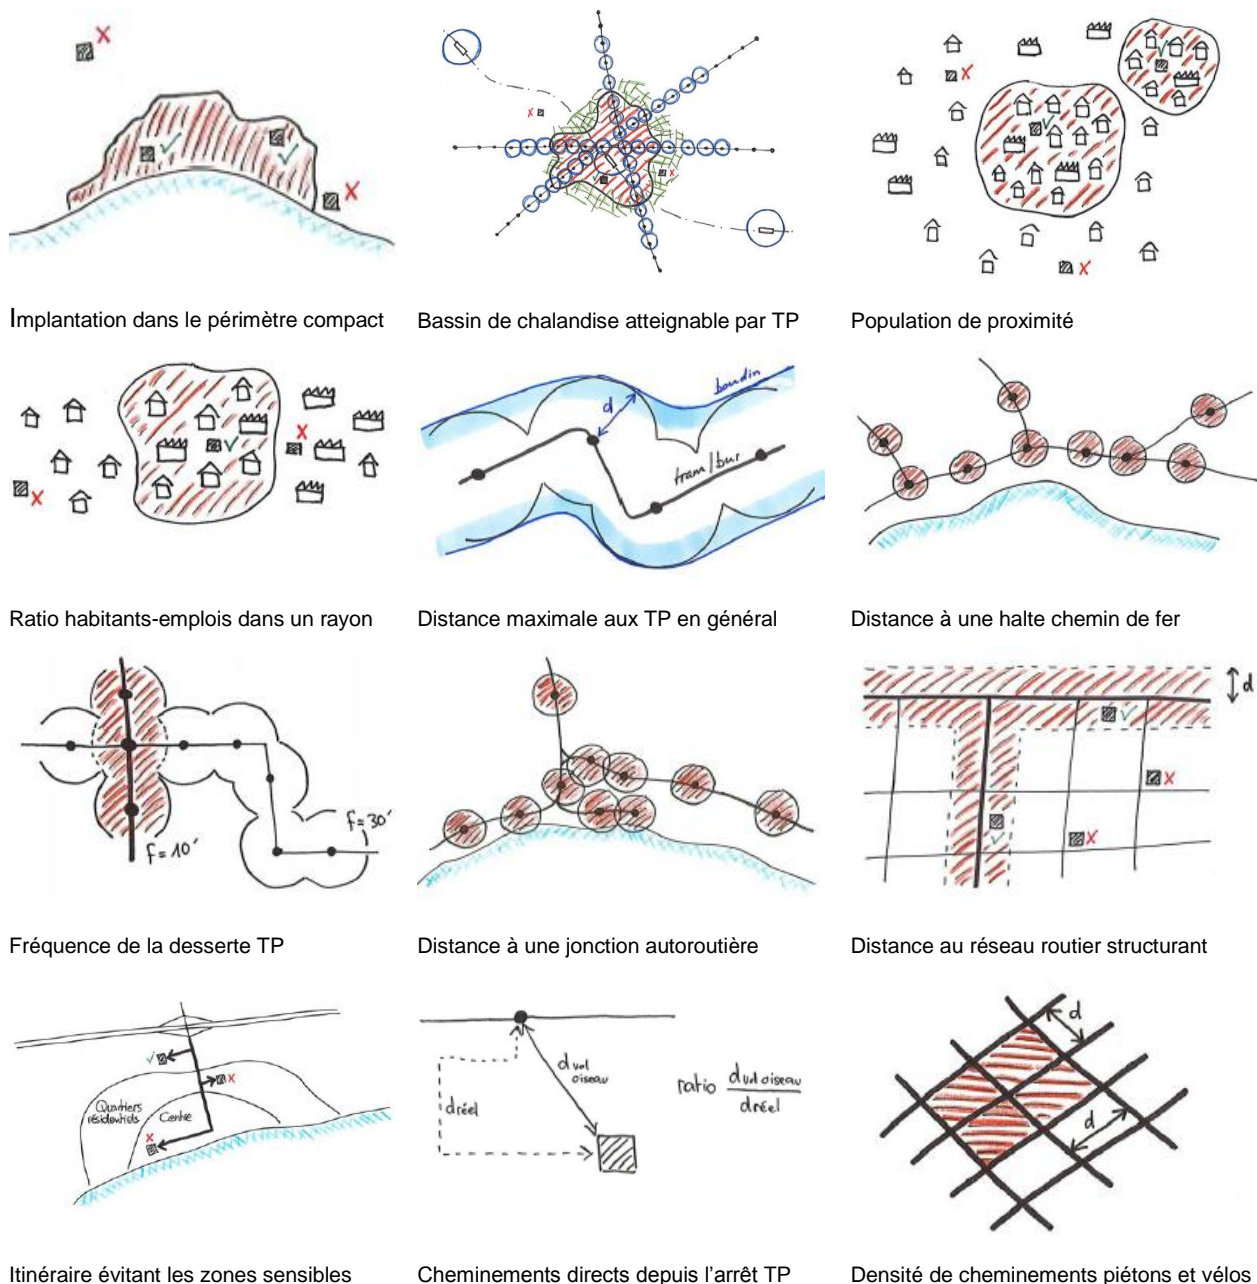 Implantation dans le périmètre compact
Bassin de chalandise atteignable par TP
Population de proximité
boudin
d
tram/bus
Ratio habitants-emplois dans un rayon
Distance maximale aux TP en général
Distance à une halte chemin de fer
f=10'
f=30'
d
Fréquence de la desserte TP
Distance à une jonction autoroutière
Distance au réseau routier structurant
Quartiers
résidentiels
Centre
d vol
oiseau
d réel
ratio d vol oiseau
d réel
d
d
Itinéraire évitant les zones sensibles
Cheminements directs depuis l'arrêt TP
Densité de cheminements piétons et vélos